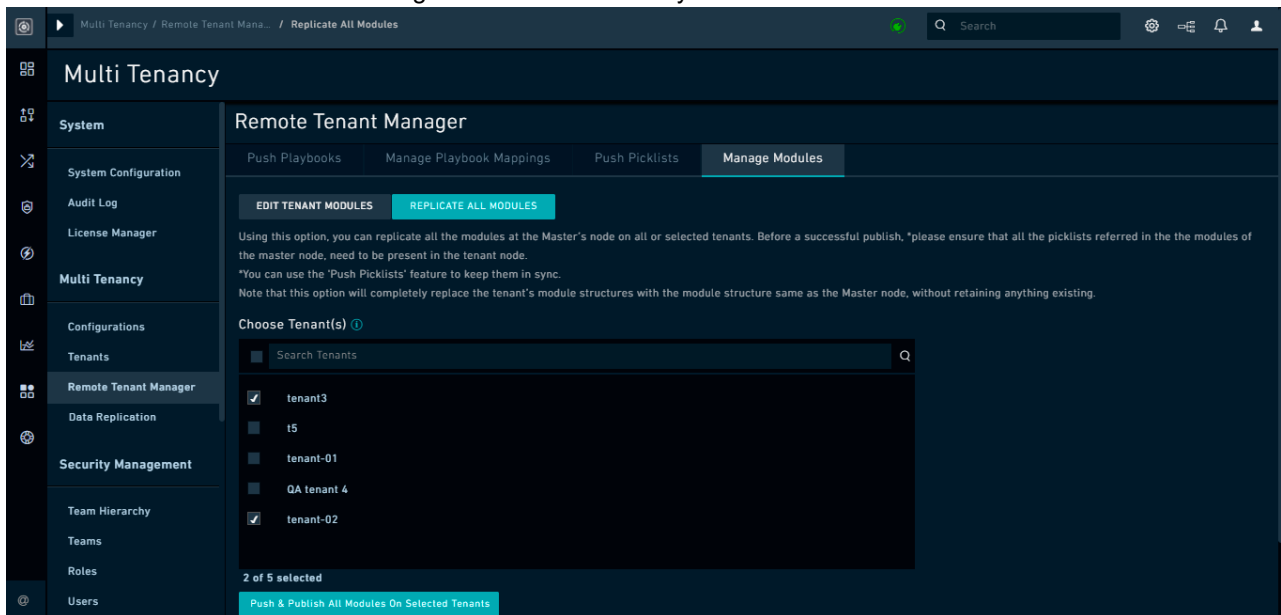 Multi Tenancy / Remote Tenant Mana... / Replicate All Modules
Search
Multi Tenancy
System
System Configuration
Audit Log
License Manager
Multi Tenancy
Configurations
Tenants
Remote Tenant Manager
Data Replication
Security Management
Team Hierarchy
Teams
Roles
Users
@
Remote Tenant Manager
Push Playbooks Manage Playbook Mappings Push Picklists Manage Modules
EDIT TENANT MODULES REPLICATE ALL MODULES
Using this option, you can replicate all the modules at the Master's node on all or selected tenants. Before a successful publish, *please ensure that all the picklists referred in the the modules of
the master node, need to be present in the tenant node.
*You can use the 'Push Picklists' feature to keep them in sync.
Note that this option will completely replace the tenant's module structures with the module structure same as the Master node, without retaining anything existing.
Choose Tenant(s)
Search Tenants
tenant3
t5
tenant-01
QA tenant 4
tenant-02
2 of 5 selected
Push & Publish All Modules On Selected Tenants